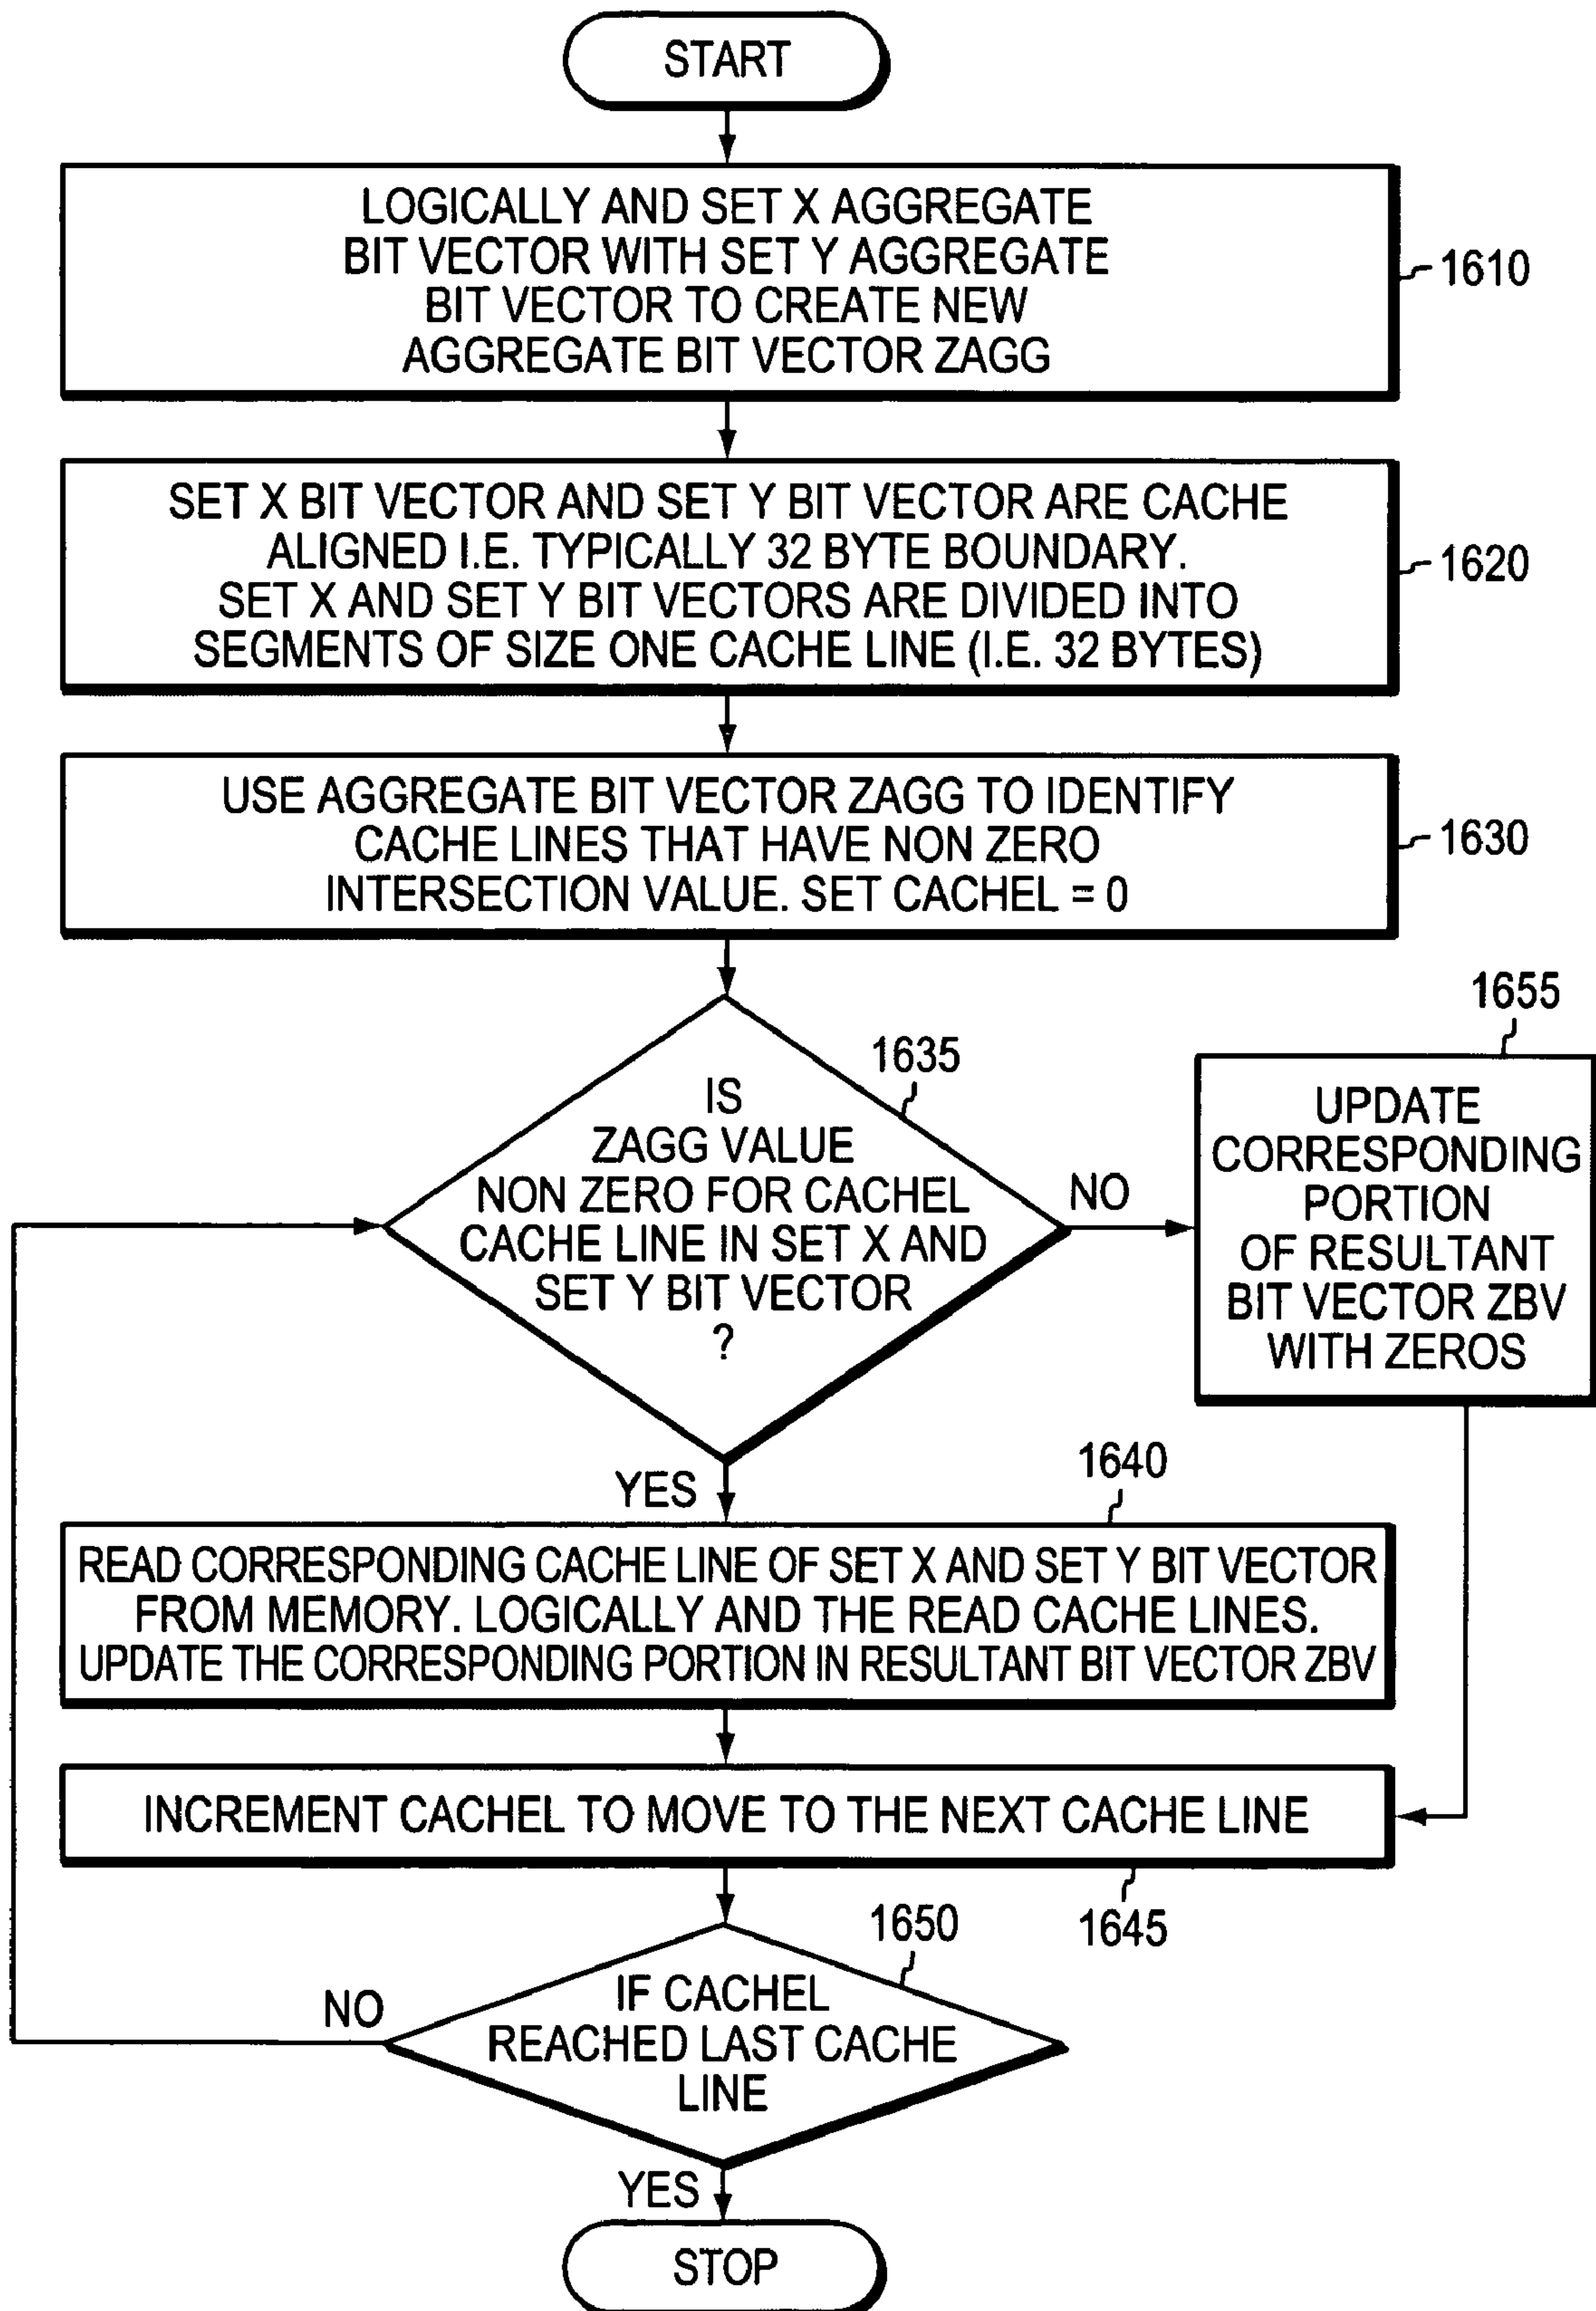 START
LOGICALLY AND SET X AGGREGATE
BIT VECTOR WITH SET Y AGGREGATE
BIT VECTOR TO CREATE NEW
AGGREGATE BIT VECTOR ZAGG
1610
SET X BIT VECTOR AND SET Y BIT VECTOR ARE CACHE
ALIGNED I.E. TYPICALLY 32 BYTE BOUNDARY.
SET X AND SET Y BIT VECTORS ARE DIVIDED INTO
SEGMENTS OF SIZE ONE CACHE LINE (I.E. 32 BYTES)
1620
USE AGGREGATE BIT VECTOR ZAGG TO IDENTIFY
CACHE LINES THAT HAVE NON ZERO
INTERSECTION VALUE. SET CACHEL = 0
1630
1635
IS
ZAGG VALUE
NON ZERO FOR CACHEL
CACHE LINE IN SET X AND
SET Y BIT VECTOR
?
NO
1655
UPDATE
CORRESPONDING
PORTION
OF RESULTANT
BIT VECTOR ZBV
WITH ZEROS
YES
1640
READ CORRESPONDING CACHE LINE OF SET X AND SET Y BIT VECTOR
FROM MEMORY. LOGICALLY AND THE READ CACHE LINES.
UPDATE THE CORRESPONDING PORTION IN RESULTANT BIT VECTOR ZBV
INCREMENT CACHEL TO MOVE TO THE NEXT CACHE LINE
1645
1650
IF CACHEL
REACHED LAST CACHE
LINE
NO
YES
STOP